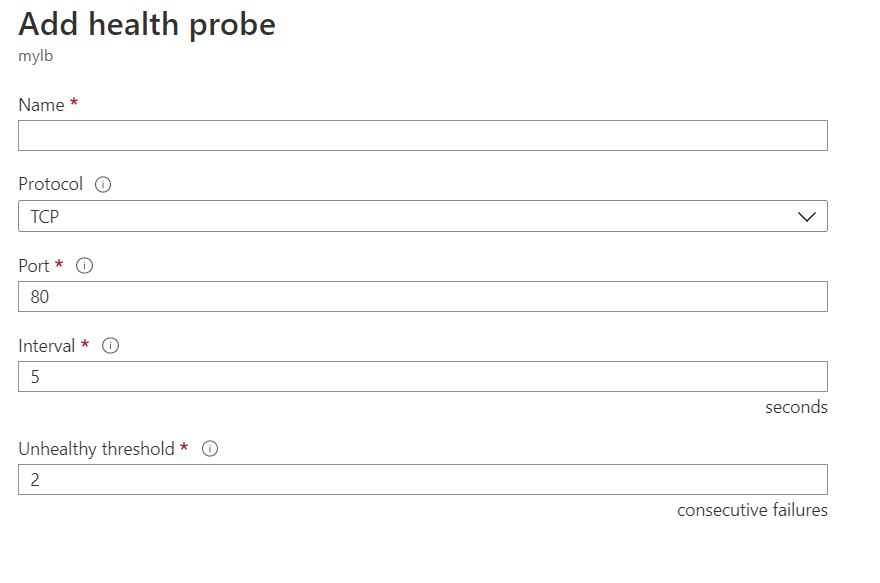 Add health probe
mylb
Name *
Protocol
TCP
Port *
80
Interval *
5
seconds
Unhealthy threshold *
2
consecutive failures